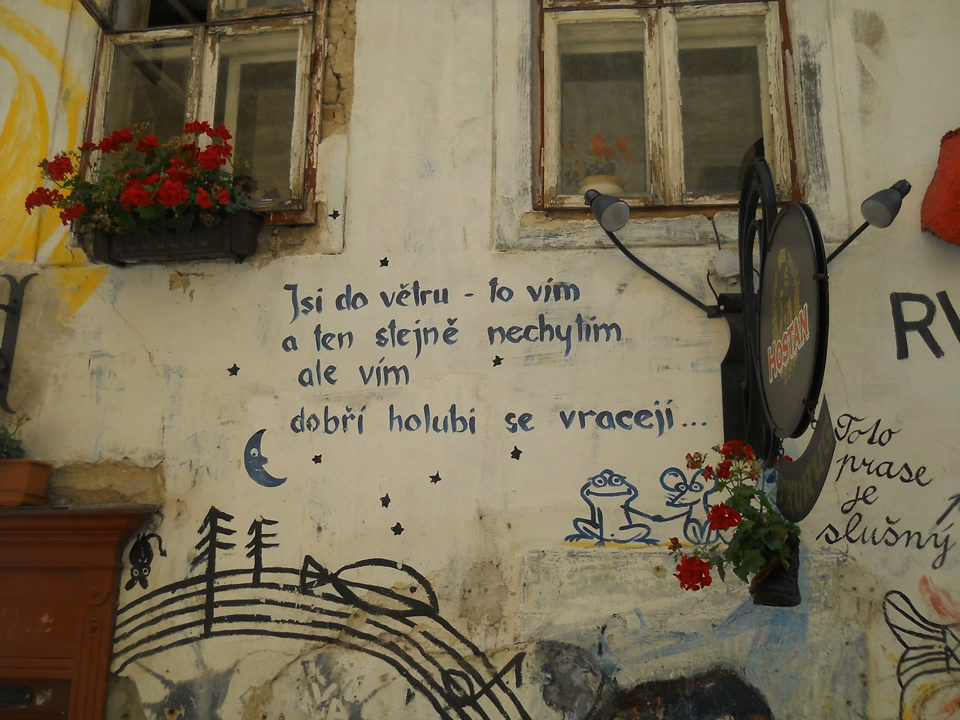 Jsi do větru - to vím
a ten stejně nechytím
ale vím
dobří holubi se vracejí...
HOSTAN
RV
Toto
prase
je
slušný